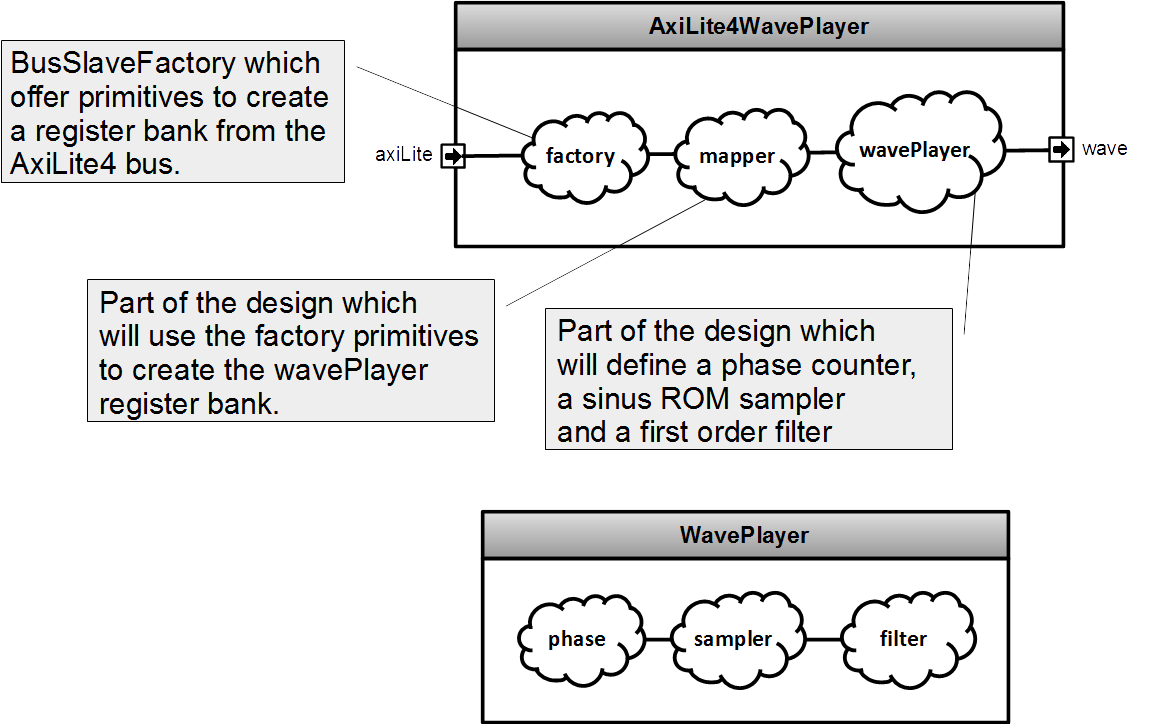 AxiLite4WavePlayer
BusSlaveFactory which
offer primitives to create
a register bank from the
AxiLite4 bus.
axiLite
factory
mapper
wavePlayer
wave
Part of the design which
will use the factory primitives
to create the wavePlayer
register bank.
Part of the design which
will define a phase counter,
a sinus ROM sampler
and a first order filter
WavePlayer
phase
sampler
filter